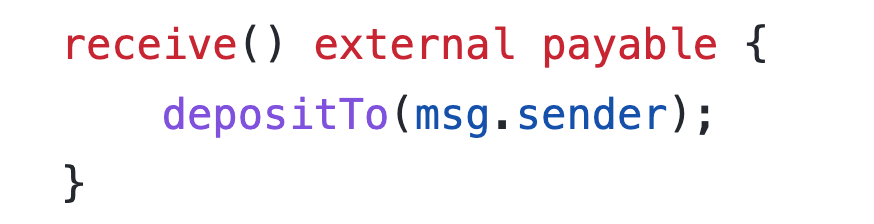 receive() external payable {
    depositTo(msg.sender);
}